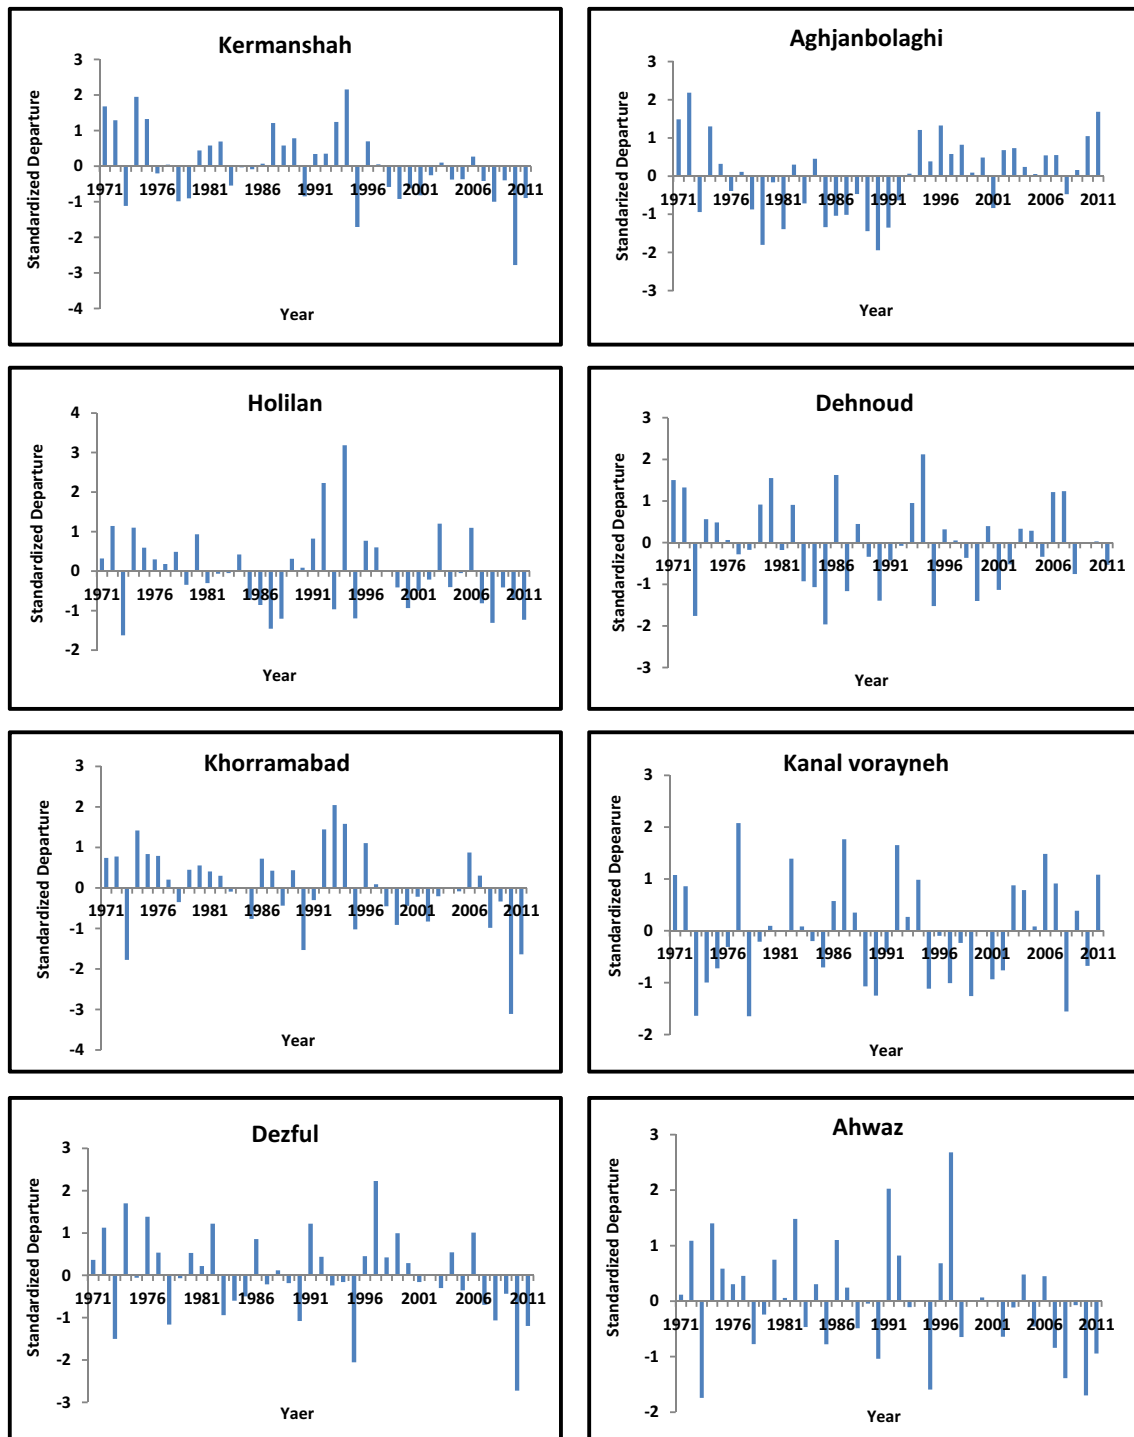 Kermanshah
Standardized Departure
3
2
1
0
-1
-2
-3
-4
1971 1976 1981 1986 1991 1996 2001 2006 2011
Year
Aghjanbolaghi
Standarized Departure
3
2
1
0
-1
-2
-3
1971 1976 1981 1986 1991 1996 2001 2006 2011
Year
Holilan
Standardized Departure
4
3
2
1
0
-1
-2
1971 1976 1981 1986 1991 1996 2001 2006 2011
Year
Dehnoud
Standardized Departure
3
2
1
0
-1
-2
-3
1971 1976 1981 1986 1991 1996 2001 2006 2011
Year
Khorramabad
Standardized Departure
3
2
1
0
-1
-2
-3
-4
1971 1976 1981 1986 1991 1996 2001 2006 2011
Year
Kanal vorayneh
Standardized Depearure
3
2
1
0
-1
-2
1971 1976 1981 1986 1991 1996 2001 2006 2011
Year
Dezful
Standardized Departure
3
2
1
0
-1
-2
-3
1971 1976 1981 1986 1991 1996 2001 2006 2011
Yaer
Ahwaz
Standardized Departure
3
2
1
0
-1
-2
1971 1976 1981 1986 1991 1996 2001 2006 2011
Year